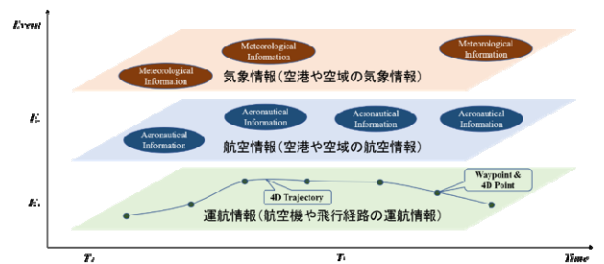 Event
Meteorological
Information
Meteorological
Information
Meteorological
Information
気象情報(空港や空域の気象情報)
Aeronautical
Information
Aeronautical
Information
Aeronautical
Information
Aeronautical
Information
航空情報(空港や空域の航空情報)
Waypoint &
4D Point
4D Trajectory
運航情報(航空機や飛行経路の運航情報)
Time